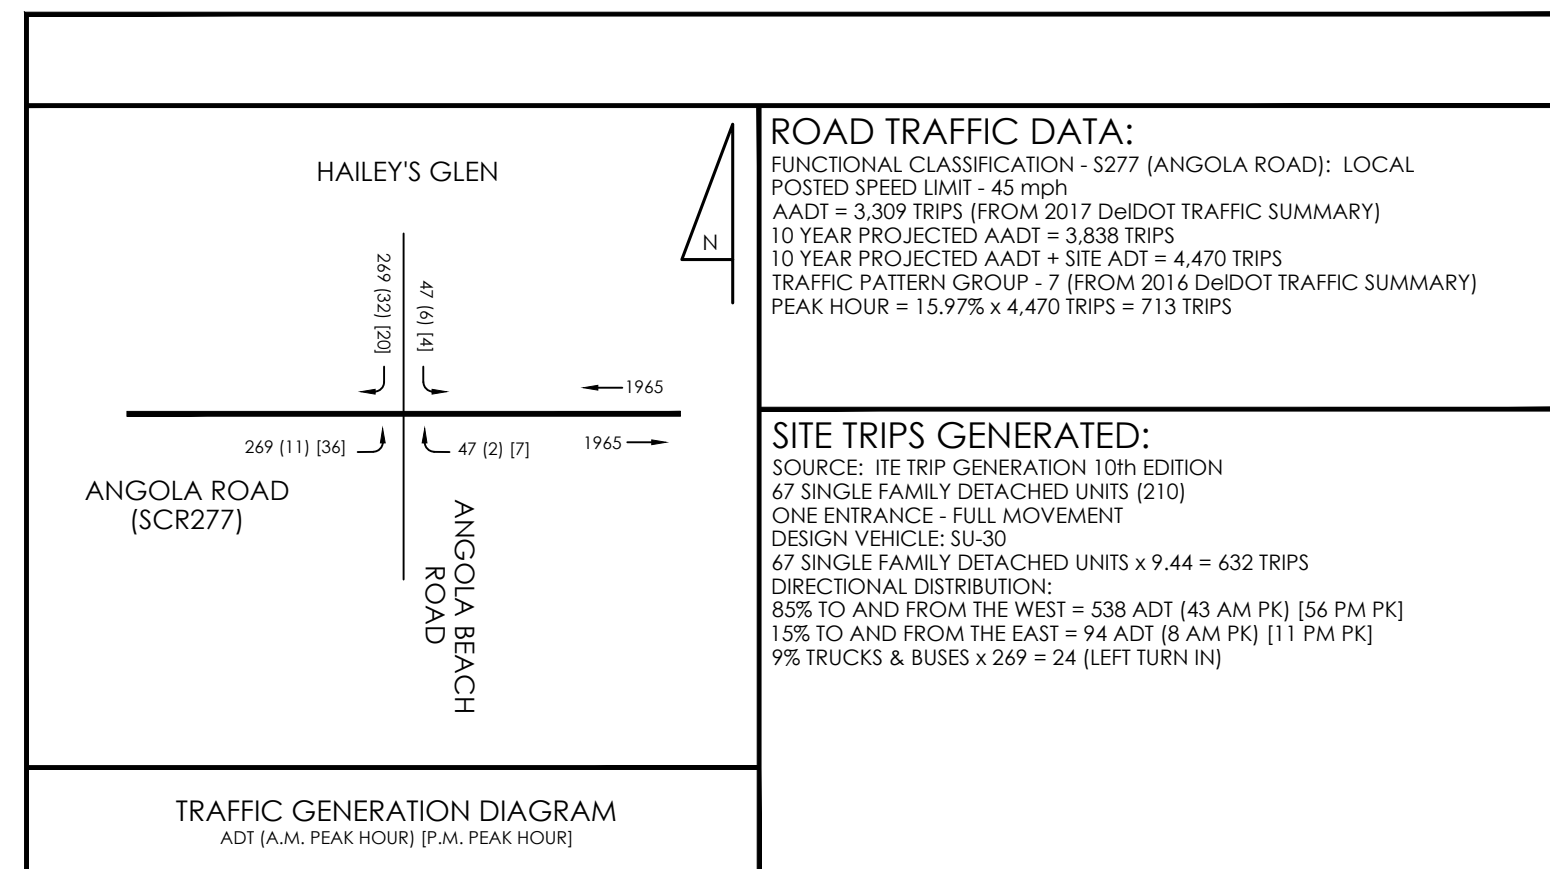 HAILEY'S GLEN
N
269 (32) [20]
47 (6) [4]
1965
269 (11) [36]
47 (2) [7]
1965
ANGOLA ROAD
(SCR277)
ANGOLA BEACH
ROAD
TRAFFIC GENERATION DIAGRAM
ADT (A.M. PEAK HOUR) [P.M. PEAK HOUR]
ROAD TRAFFIC DATA:
FUNCTIONAL CLASSIFICATION - S277 (ANGOLA ROAD): LOCAL
POSTED SPEED LIMIT - 45 mph
AADT = 3,309 TRIPS (FROM 2017 DelDOT TRAFFIC SUMMARY)
10 YEAR PROJECTED AADT = 3,838 TRIPS
10 YEAR PROJECTED AADT + SITE ADT = 4,470 TRIPS
TRAFFIC PATTERN GROUP - 7 (FROM 2016 DelDOT TRAFFIC SUMMARY)
PEAK HOUR = 15.97% x 4,470 TRIPS = 713 TRIPS
SITE TRIPS GENERATED:
SOURCE: ITE TRIP GENERATION 10th EDITION
67 SINGLE FAMILY DETACHED UNITS (210)
ONE ENTRANCE - FULL MOVEMENT
DESIGN VEHICLE: SU-30
67 SINGLE FAMILY DETACHED UNITS x 9.44 = 632 TRIPS
DIRECTIONAL DISTRIBUTION:
85% TO AND FROM THE WEST = 538 ADT (43 AM PK) [56 PM PK]
15% TO AND FROM THE EAST = 94 ADT (8 AM PK) [11 PM PK]
9% TRUCKS & BUSES x 269 = 24 (LEFT TURN IN)